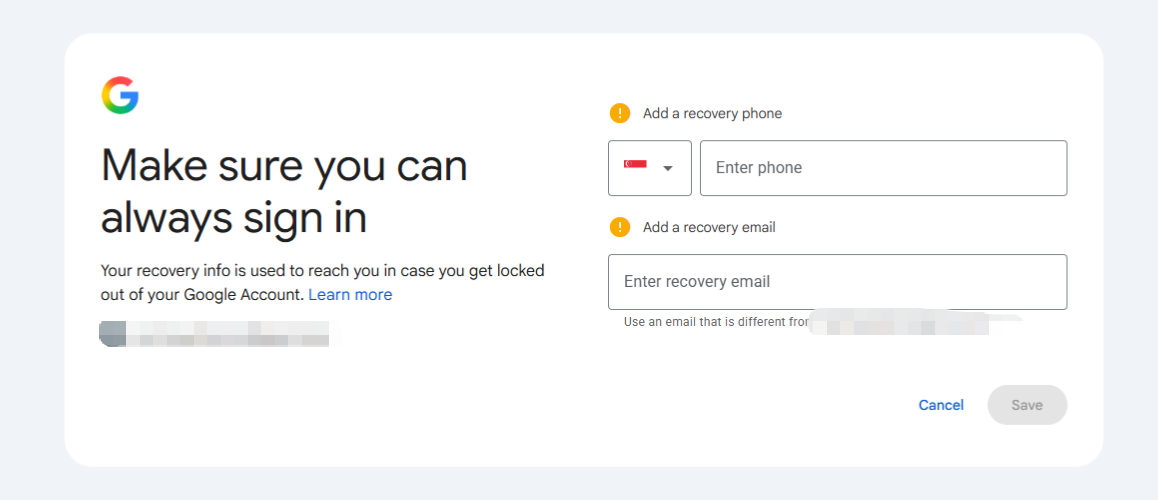 Make sure you can
always sign in
Your recovery info is used to reach you in case you get locked
out of your Google Account. Learn more
Add a recovery phone
Enter phone
Add a recovery email
Enter recovery email
Use an email that is different from
Cancel
Save